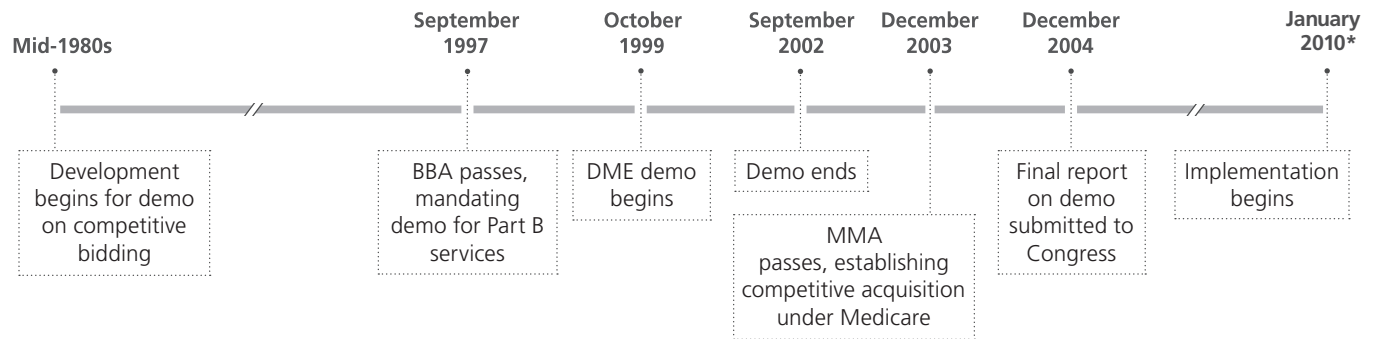 Mid-1980s
September
1997
October
1999
September
2002
December
2003
December
2004
January
2010*
Development
begins for demo
on competitive
bidding
BBA passes,
mandating
demo for Part B
services
DME demo
begins
Demo ends
MMA
passes, establishing
competitive acquisition
under Medicare
Final report
on demo
submitted to
Congress
Implementation
begins